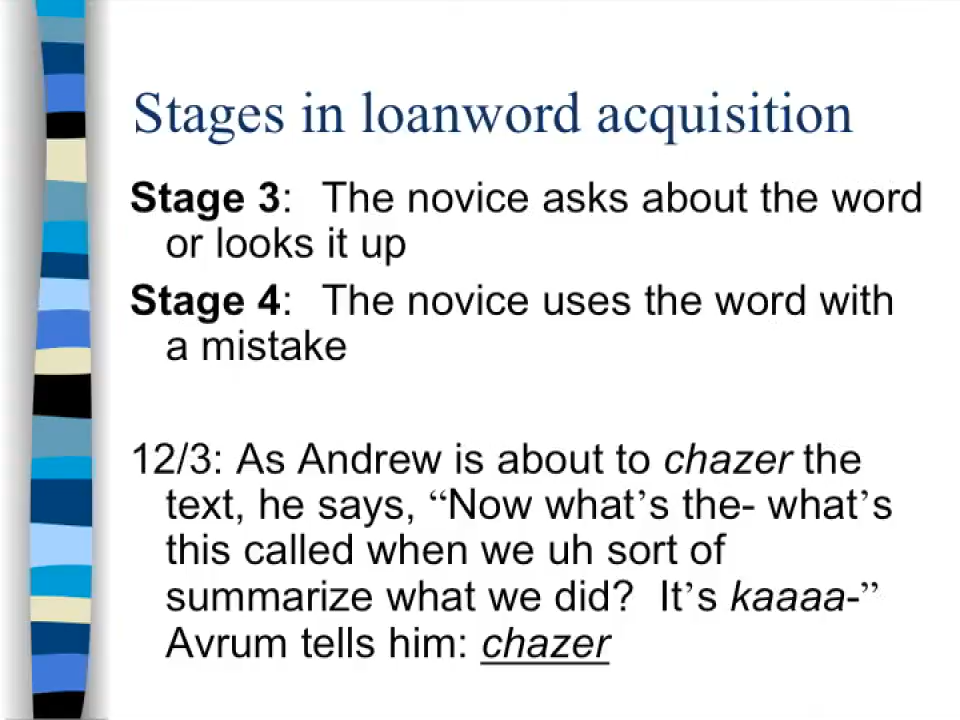 Stages in loanword acquisition
Stage 3: The novice asks about the word
or looks it up
Stage 4: The novice uses the word with
a mistake
12/3: As Andrew is about to chazer the
text, he says, “Now what’s the- what’s
this called when we uh sort of
summarize what we did? It’s kaaaa-”
Avrum tells him: chazer